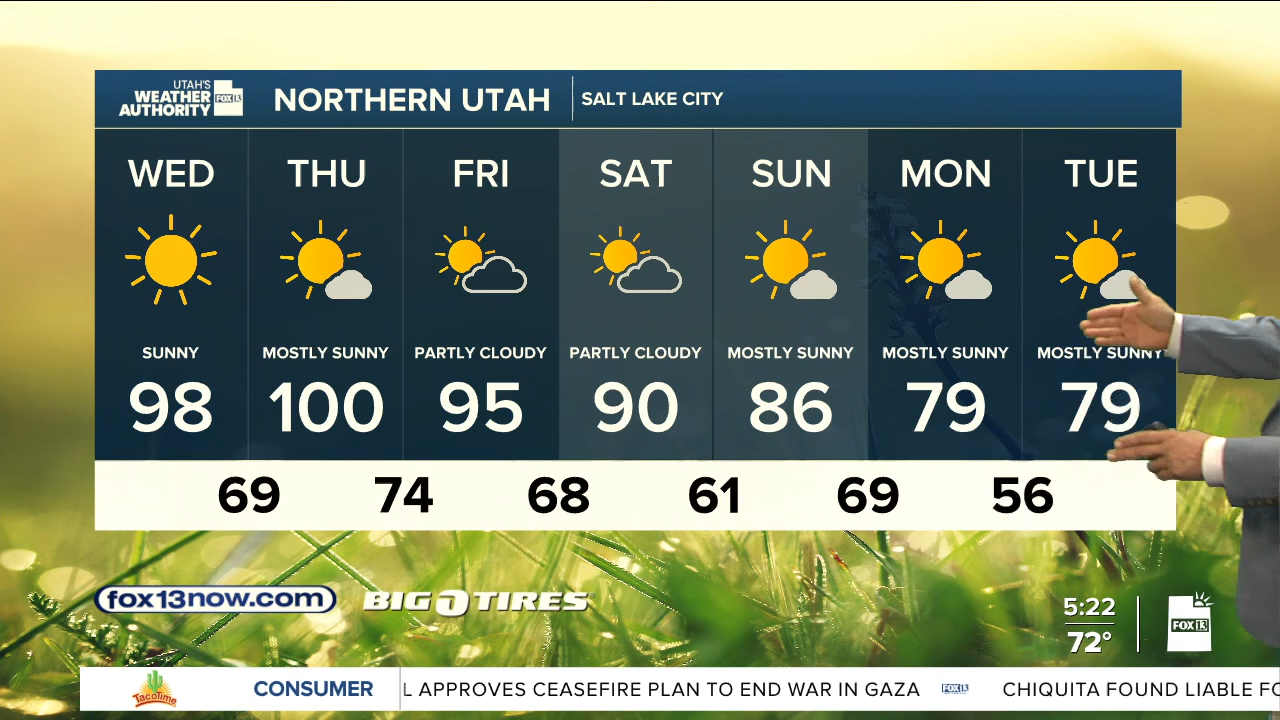 UTAH'S
WEATHER
AUTHORITY
FOX 13
NORTHERN UTAH
SALT LAKE CITY
WED THU FRI SAT SUN MON TUE
SUNNY MOSTLY SUNNY PARTLY CLOUDY PARTLY CLOUDY MOSTLY SUNNY MOSTLY SUNNY MOSTLY SUNNY
98 100 95 90 86 79 79
69 74 68 61 69 56
fox13now.com BIG O TIRES
5:22
72°
FOX 13
TacoTime CONSUMER L APPROVES CEASEFIRE PLAN TO END WAR IN GAZA FOX 13 CHIQUITA FOUND LIABLE FO